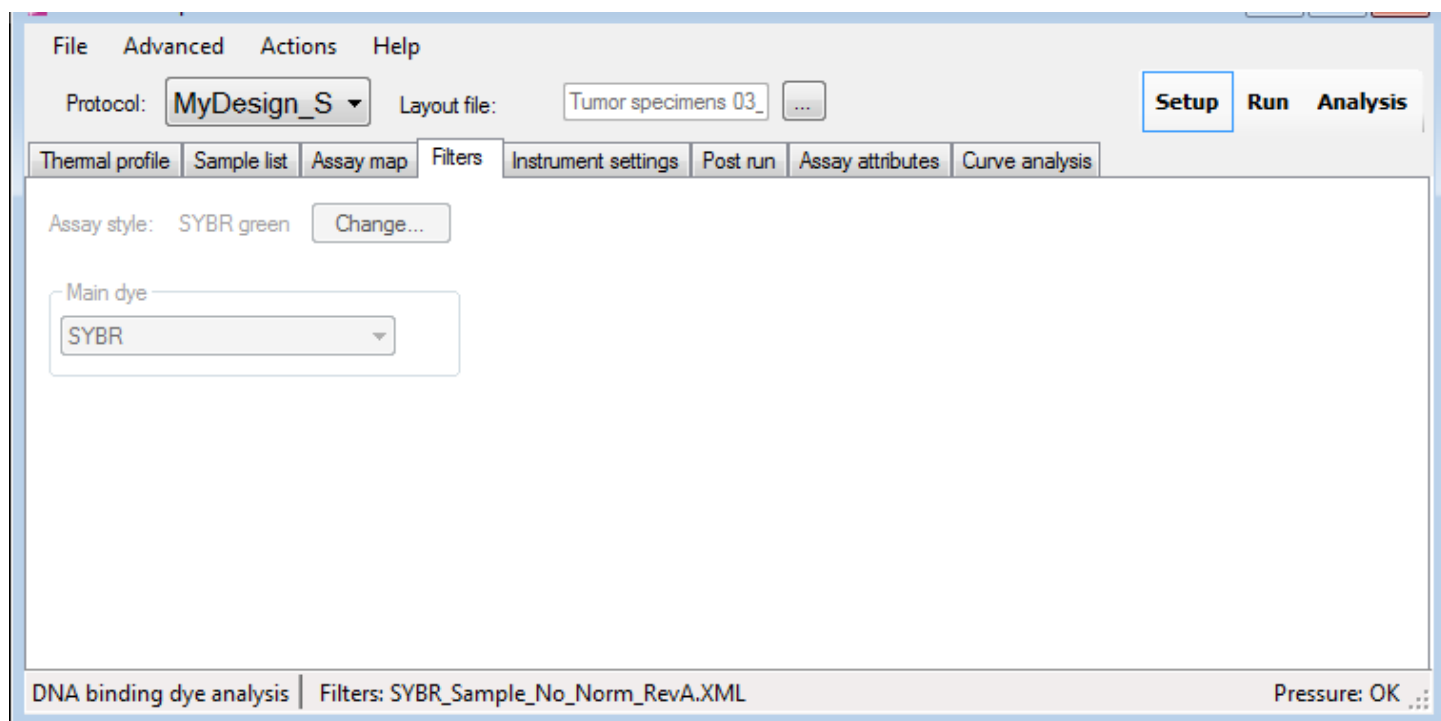 File Advanced Actions Help
Protocol: MyDesign_S Layout file: Tumor specimens 03_ ... Setup Run Analysis
Thermal profile Sample list Assay map Filters Instrument settings Post run Assay attributes Curve analysis
Assay style: SYBR green Change...
Main dye
SYBR
DNA binding dye analysis Filters: SYBR_Sample_No_Norm_RevA.XML Pressure: OK